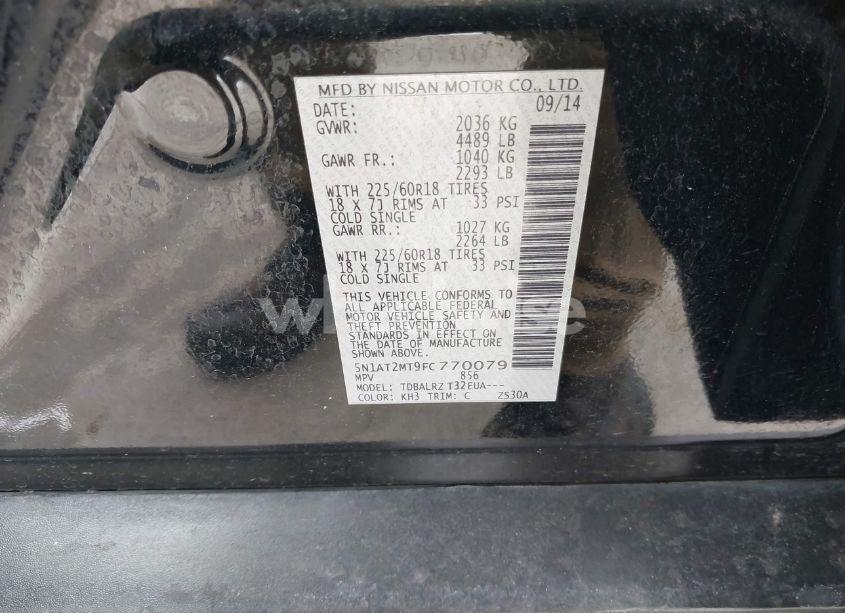 MFD BY NISSAN MOTOR CO., LTD.
DATE: 09/14
GVWR: 2036 KG
4489 LB
GAWR FR.: 1040 KG
2293 LB
WITH 225/60R18 TIRES
18 X 7J RIMS AT 33 PSI
COLD SINGLE
GAWR RR.: 1027 KG
2264 LB
WITH 225/60R18 TIRES
18 X 7J RIMS AT 33 PSI
COLD SINGLE
THIS VEHICLE CONFORMS TO
ALL APPLICABLE FEDERAL
MOTOR VEHICLE SAFETY AND
THEFT PREVENTION
STANDARDS IN EFFECT ON
THE DATE OF MANUFACTURE
SHOWN ABOVE.
5N1AT2MT9FC770079
MPV 856
MODEL: TDBALRZ T32EUA---
COLOR: KH3 TRIM: C ZS30A